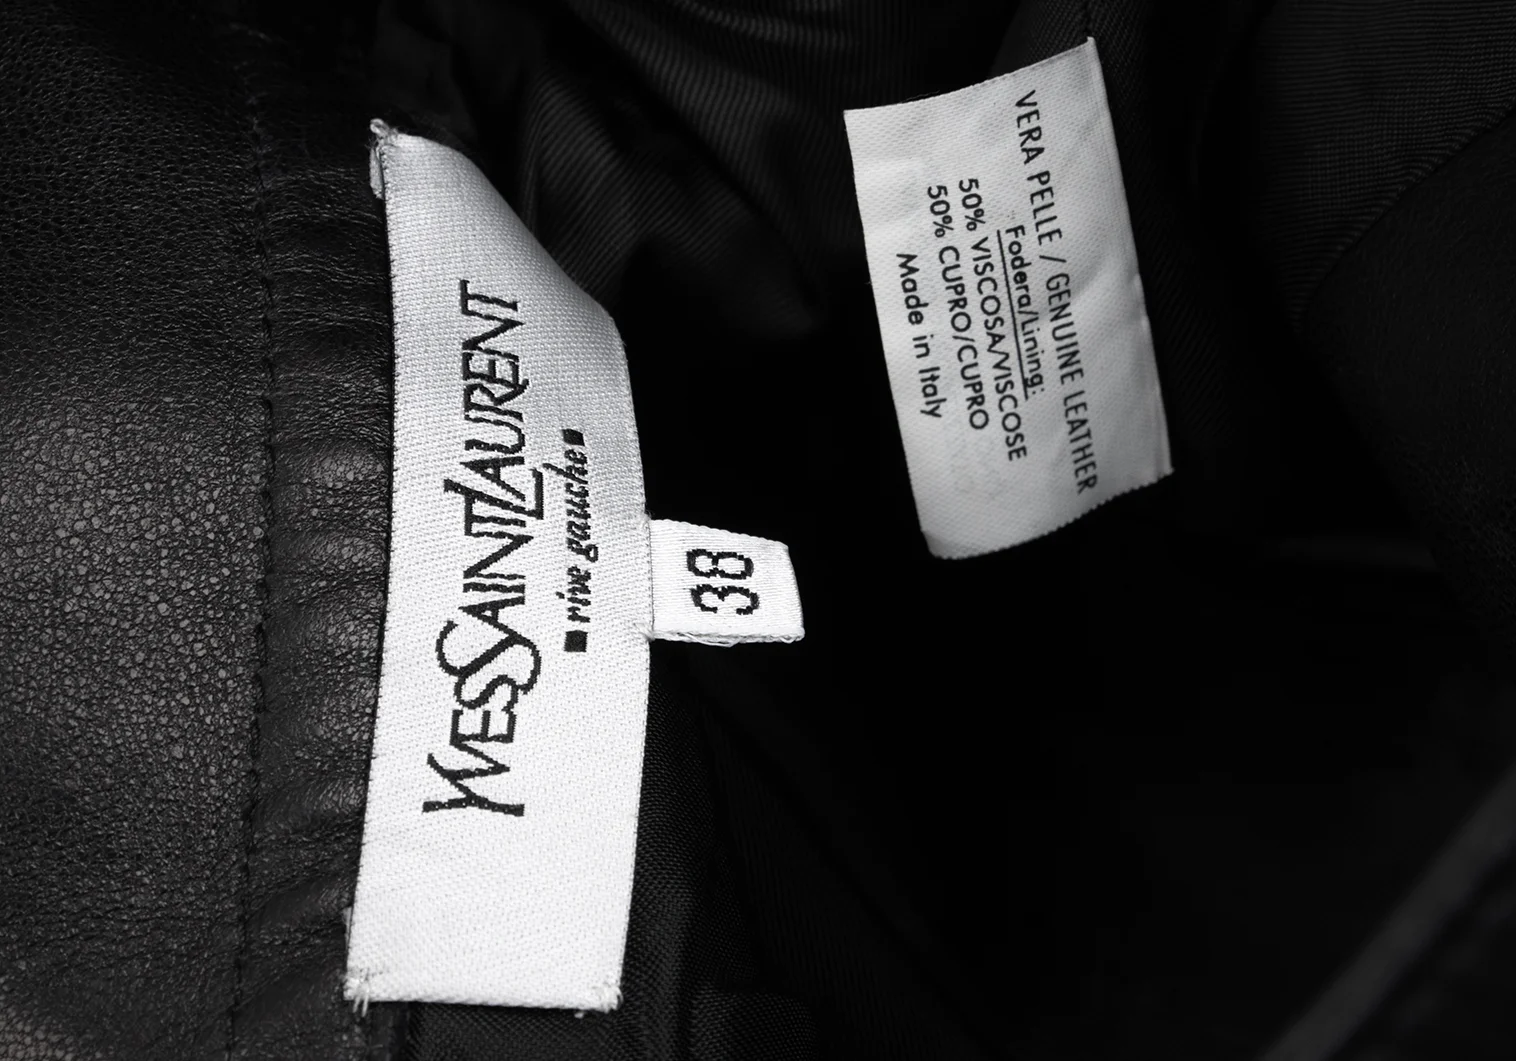 YVESSAINTLAURENT
rive gauche
38
VERA PELLE / GENUINE LEATHER
Fodera/Lining:
50% VISCOSA/VISCOSE
50% CUPRO/CUPRO
Made in Italy